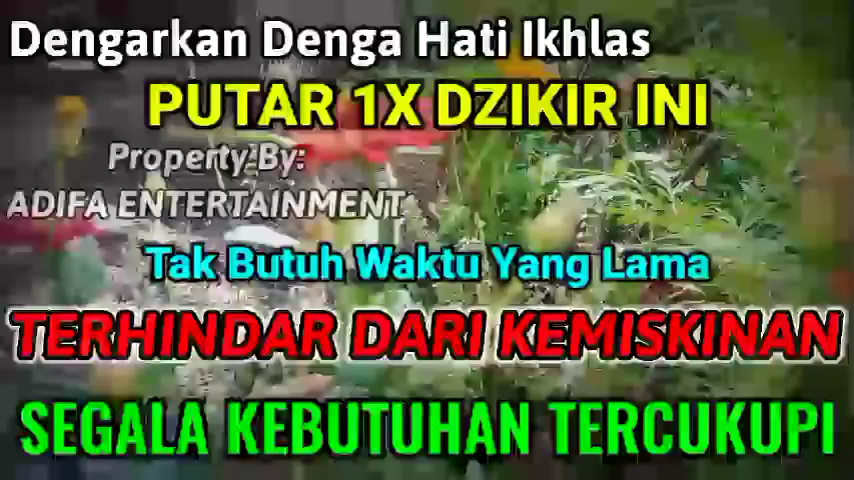 Dengarkan Denga Hati Ikhlas
PUTAR 1X DZIKIR INI
Property By:
ADIFA ENTERTAINMENT
Tak Butuh Waktu Yang Lama
TERHINDAR DARI KEMISKINAN
SEGALA KEBUTUHAN TERCUKUPI